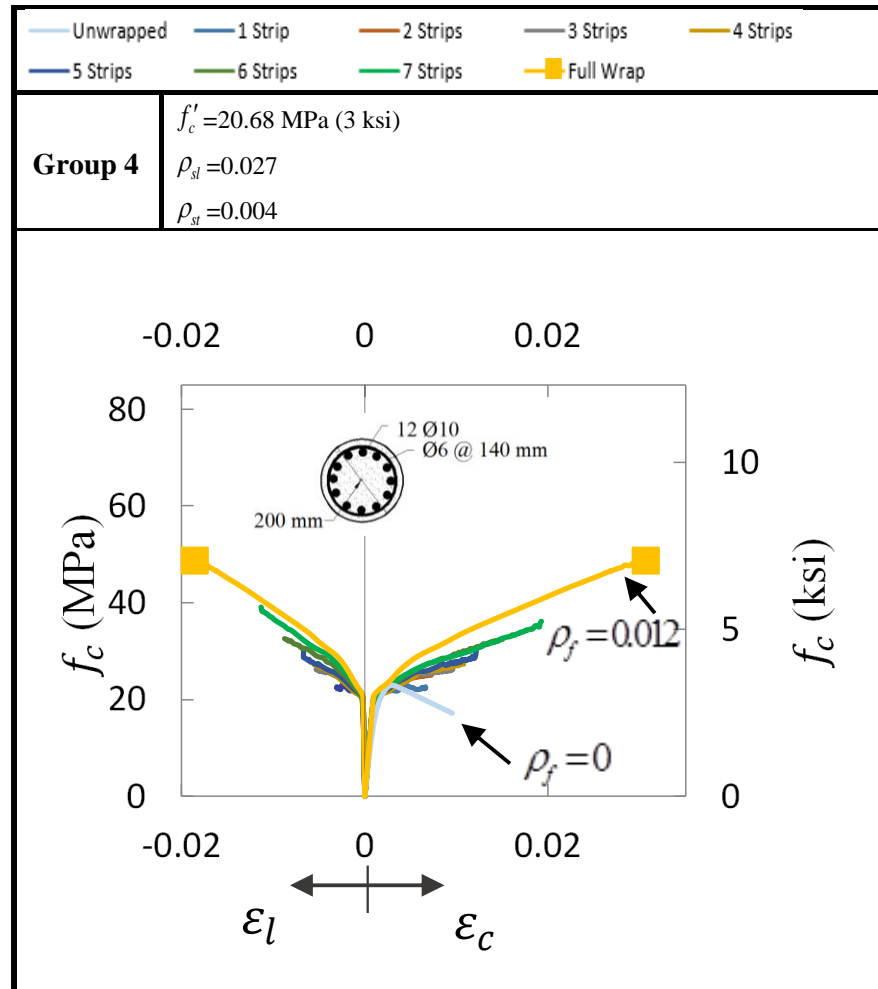 Unwrapped 1 Strip 2 Strips 3 Strips 4 Strips
5 Strips 6 Strips 7 Strips Full Wrap
Group 4
f′c =20.68 MPa (3 ksi)
ρsl =0.027
ρst =0.004
-0.02 0 0.02
80
60
40
20
0
fc (MPa)
12 Ø10
Ø6 @ 140 mm
200 mm
ρf = 0.012
ρf = 0
10
5
0
fc (ksi)
-0.02 0 0.02
εl εc